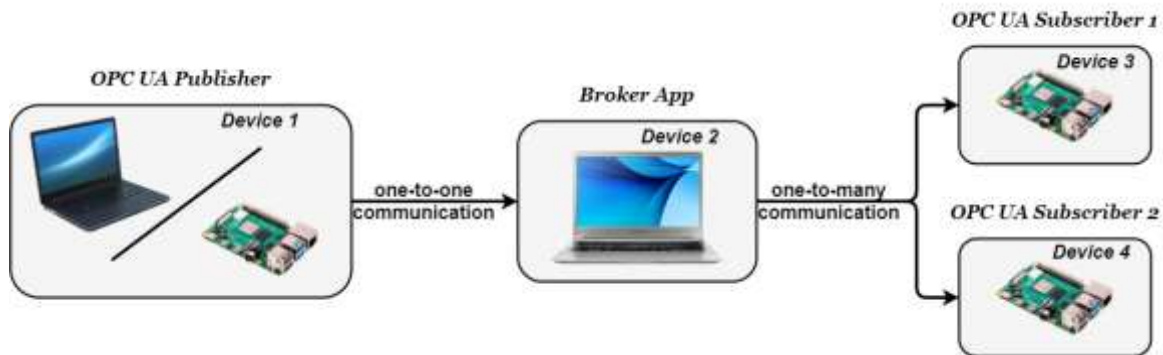 OPC UA Publisher
Device 1
one-to-one
communication
Broker App
Device 2
one-to-many
communication
OPC UA Subscriber 1
Device 3
OPC UA Subscriber 2
Device 4